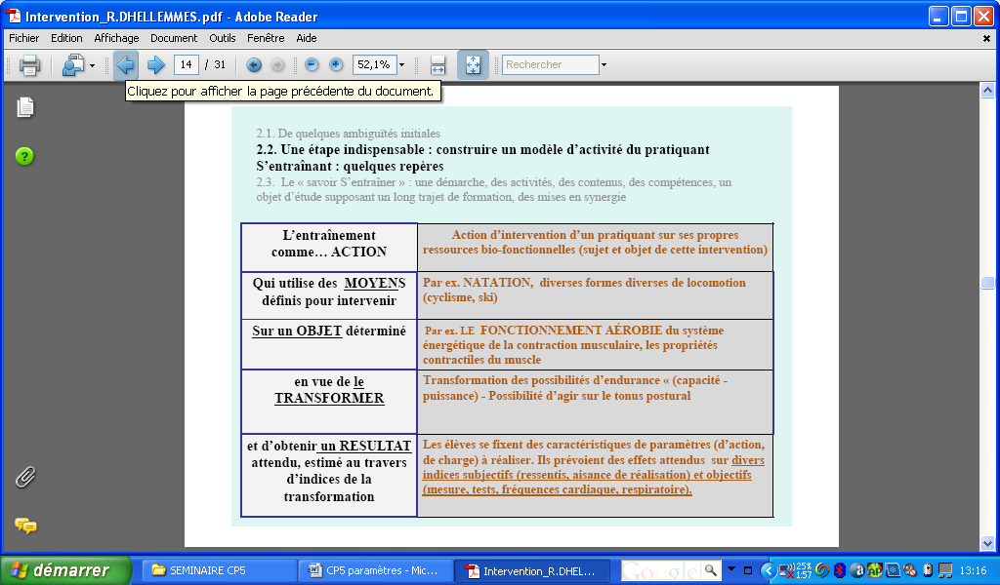 Intervention_R.DHELLEMMES.pdf - Adobe Reader
Fichier Edition Affichage Document Outils Fenêtre Aide
14 / 31 52,1% Rechercher
Cliquez pour afficher la page précédente du document.
2.1. De quelques ambiguïtés initiales
2.2. Une étape indispensable : construire un modèle d'activité du pratiquant
S'entraînant : quelques repères
2.3. Le « savoir S'entraîner » : une démarche, des activités, des contenus, des compétences, un
objet d'étude supposant un long trajet de formation, des mises en synergie
L'entraînement
comme… ACTION
Action d'intervention d'un pratiquant sur ses propres
ressources bio-fonctionnelles (sujet et objet de cette intervention)
Qui utilise des MOYENS
définis pour intervenir
Par ex. NATATION, diverses formes diverses de locomotion
(cyclisme, ski)
Sur un OBJET déterminé
Par ex. LE FONCTIONNEMENT AÉROBIE du système
énergétique de la contraction musculaire, les propriétés
contractiles du muscle
en vue de le
TRANSFORMER
Transformation des possibilités d'endurance « (capacité -
puissance) - Possibilité d'agir sur le tonus postural
et d'obtenir un RESULTAT
attendu, estimé au travers
d'indices de la
transformation
Les élèves se fixent des caractéristiques de paramètres (d'action,
de charge) à réaliser. Ils prévoient des effets attendus sur divers
indices subjectifs (ressentis, aisance de réalisation) et objectifs
(mesure, tests, fréquences cardiaque, respiratoire).
démarrer SEMINAIRE CP5 CP5 paramètres - Mic... Intervention_R.DHEL... Google 25% 1:57 13:16